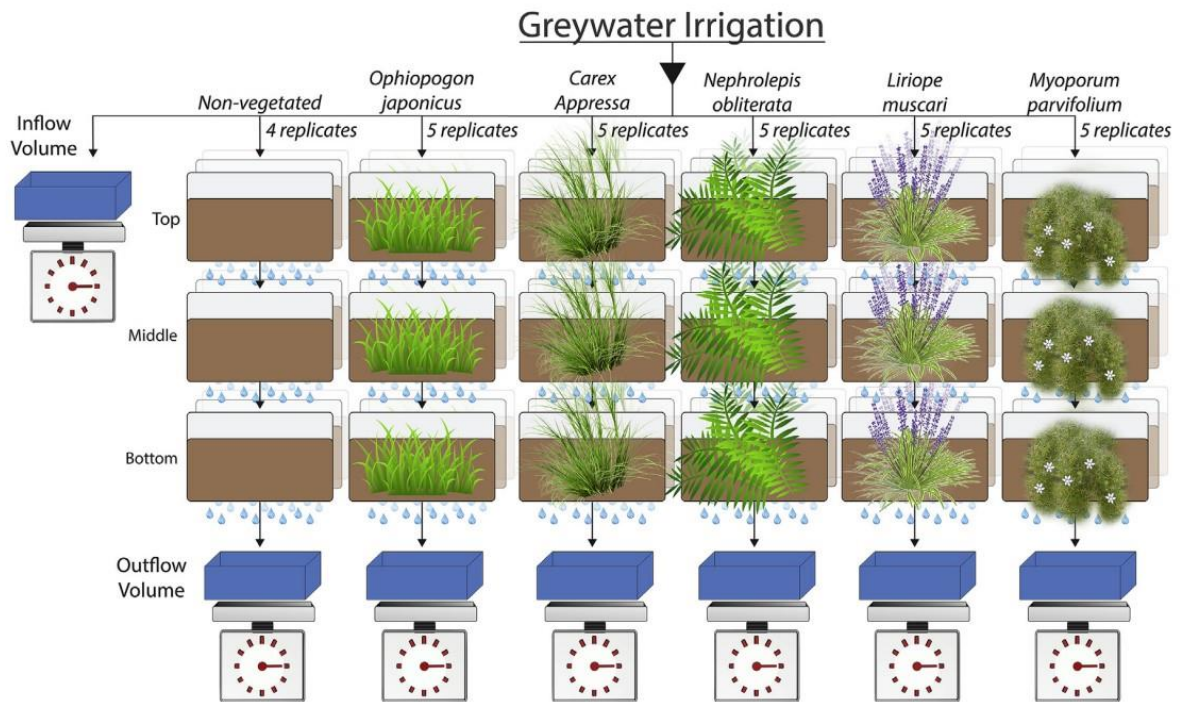 Greywater Irrigation
Non-vegetated
Ophiopogon
japonicus
Carex
Appressa
Nephrolepis
obliterata
Liriope
muscari
Myoporum
parvifolium
Inflow
Volume
4 replicates
5 replicates
5 replicates
5 replicates
5 replicates
5 replicates
Top
Middle
Bottom
Outflow
Volume